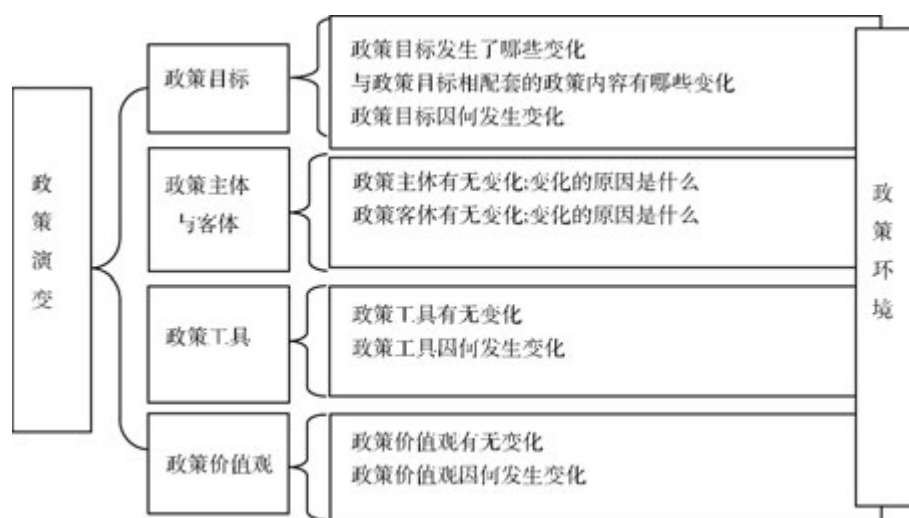 政策演变
政策目标
政策目标发生了哪些变化
与政策目标相配套的政策内容有哪些变化
政策目标因何发生变化
政策主体
与客体
政策主体有无变化;变化的原因是什么
政策客休有无变化;变化的原因是什么
政策工具
政策工具有无变化
政策工具因何发生变化
政策价值观
政策价值观有无变化
政策价值观因何发生变化
政策环境